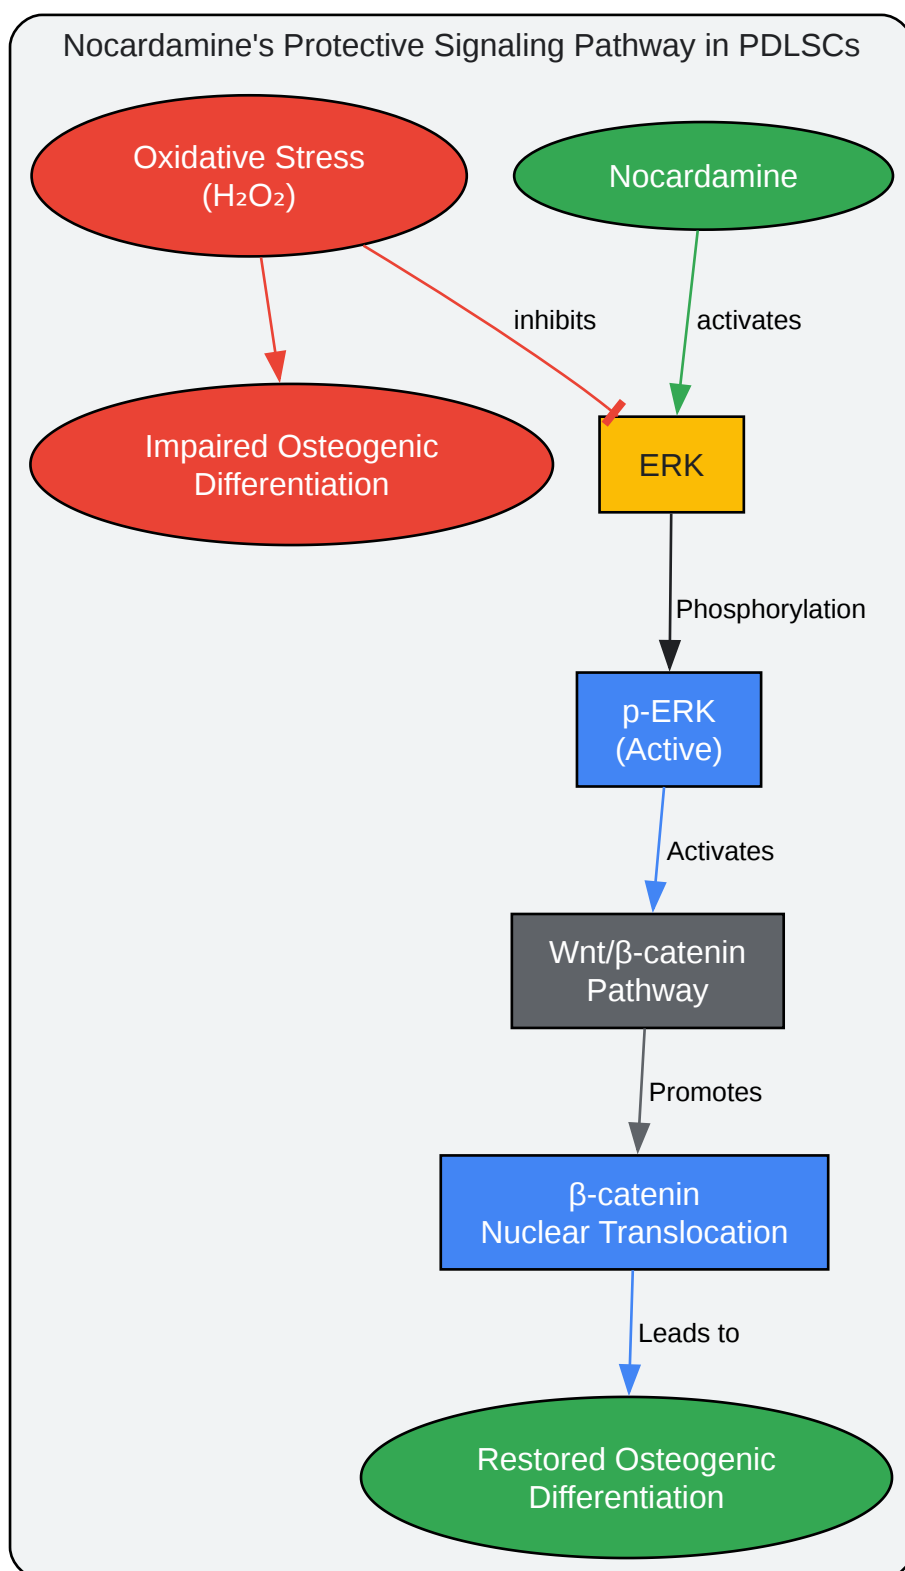 Nocardamine's Protective Signaling Pathway in PDLSCs
Oxidative Stress
(H₂O₂)
Nocardamine
inhibits
activates
Impaired Osteogenic
Differentiation
ERK
Phosphorylation
p-ERK
(Active)
Activates
Wnt/β-catenin
Pathway
Promotes
β-catenin
Nuclear Translocation
Leads to
Restored Osteogenic
Differentiation